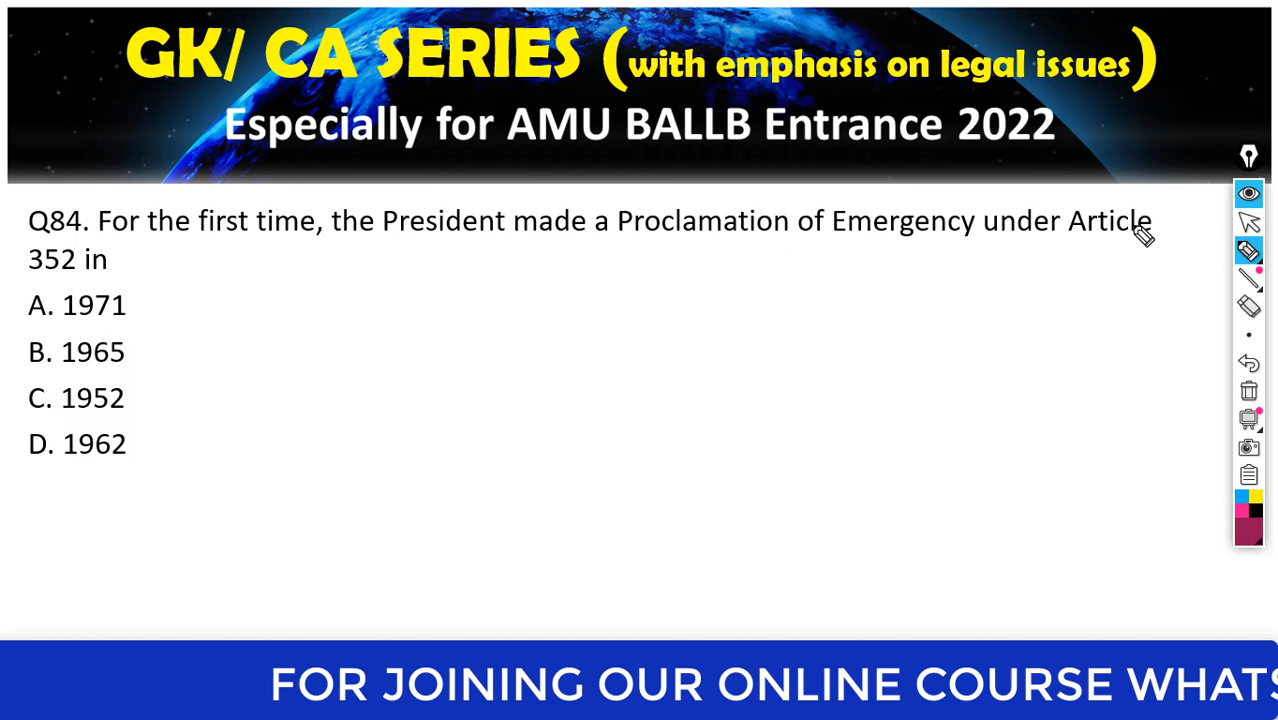 GK/ CA SERIES (with emphasis on legal issues)
Especially for AMU BALLB Entrance 2022
Q84. For the first time, the President made a Proclamation of Emergency under Article
352 in
A. 1971
B. 1965
C. 1952
D. 1962
FOR JOINING OUR ONLINE COURSE WHATS